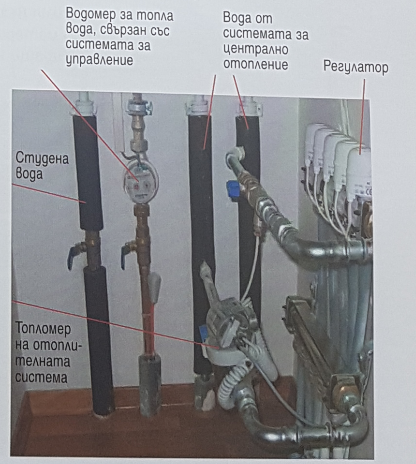 Водомер за топла
вода, свързан със
системата за
управление
Вода от
системата за
централно
отопление
Регулатор
Студена
вода
Топломер
на отопли-
телната
система